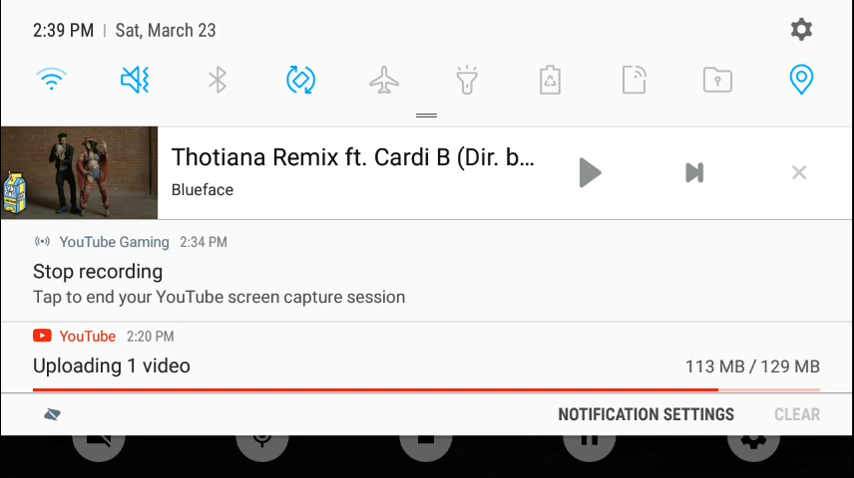 2:39 PM | Sat, March 23
Thotiana Remix ft. Cardi B (Dir. b...
Blueface
YouTube Gaming 2:34 PM
Stop recording
Tap to end your YouTube screen capture session
YouTube 2:20 PM
Uploading 1 video 113 MB / 129 MB
NOTIFICATION SETTINGS CLEAR